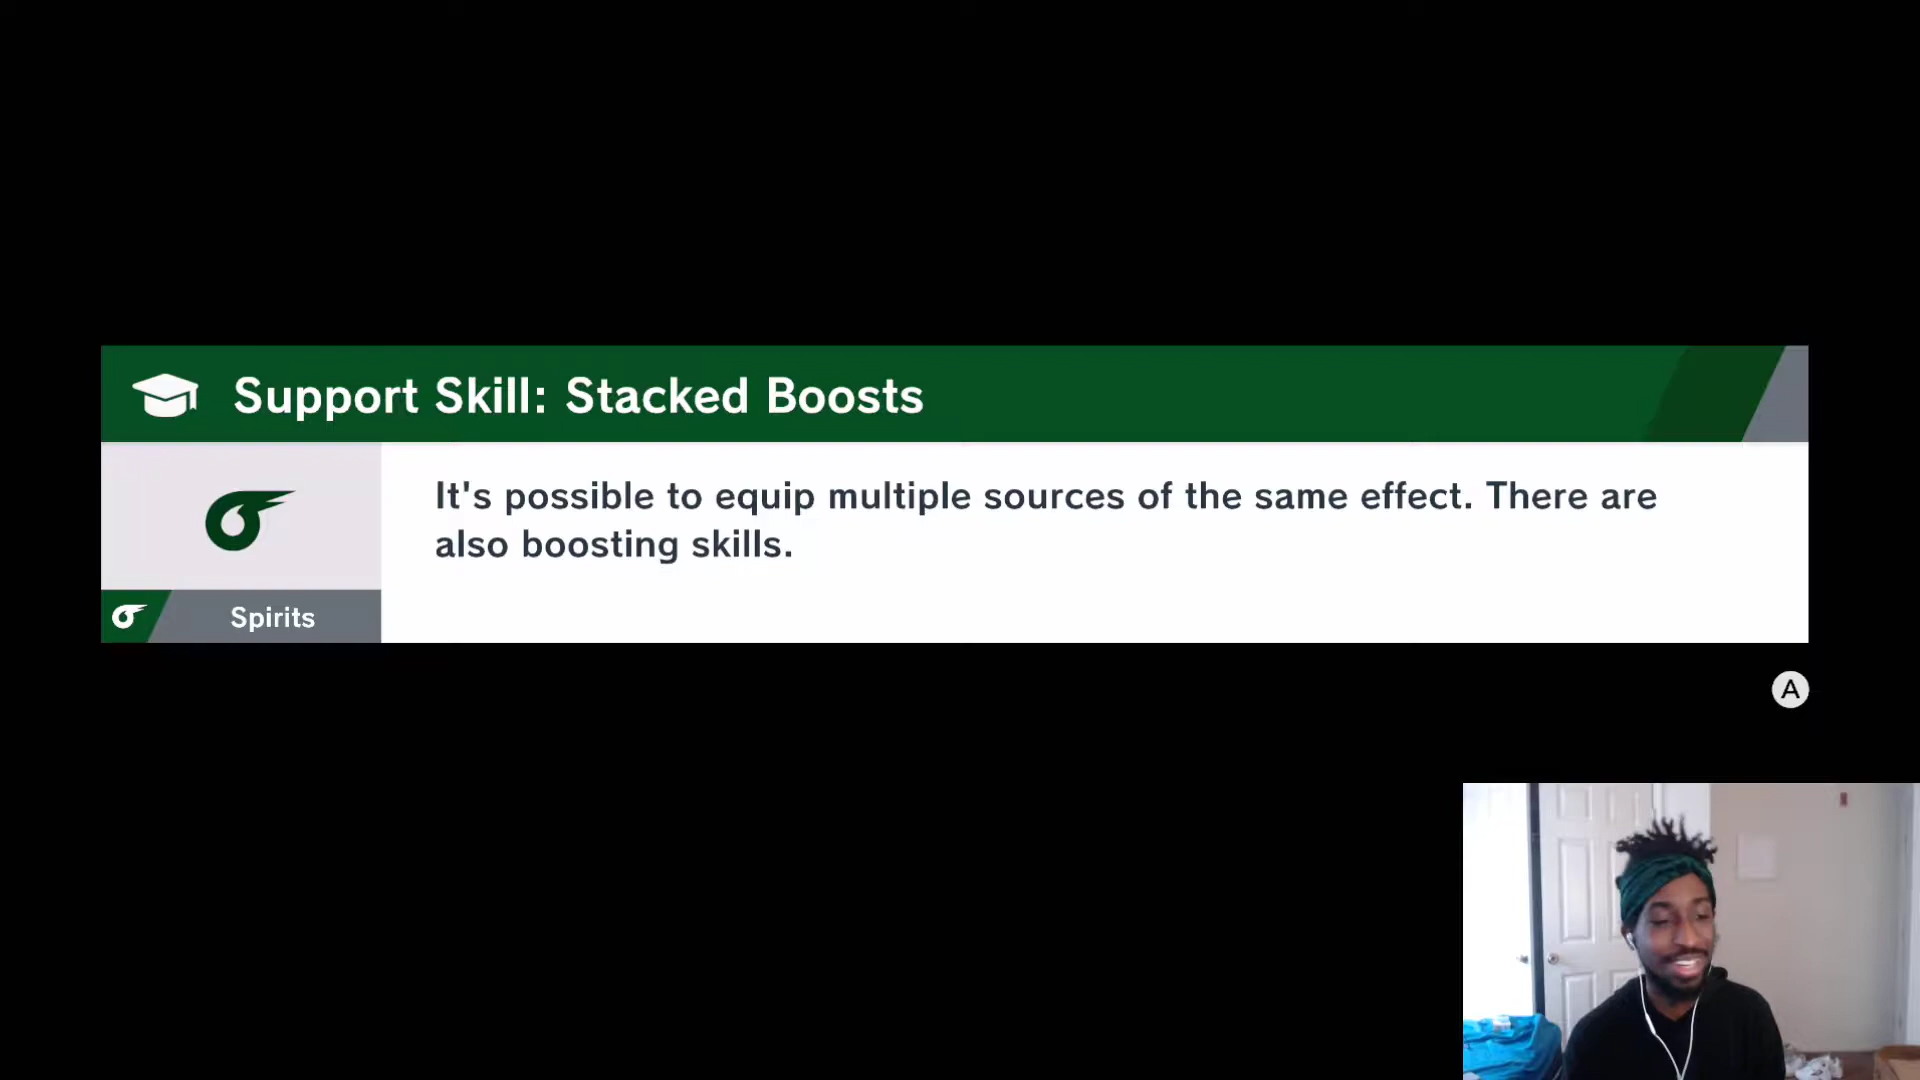 Support Skill: Stacked Boosts
It's possible to equip multiple sources of the same effect. There are
also boosting skills.
Spirits
A